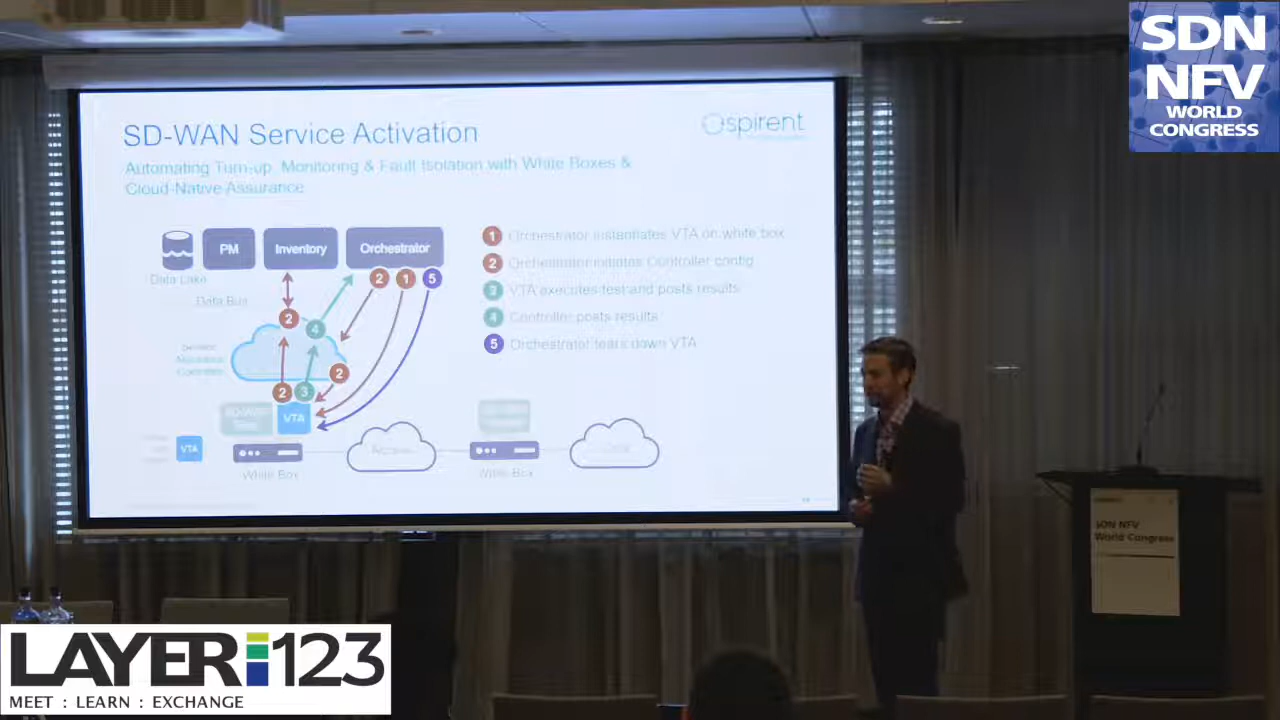 SDN
NFV
WORLD
CONGRESS
SD-WAN Service Activation
spirent
Automating Turn-up, Monitoring & Fault Isolation with White Boxes &
Cloud-Native Assurance
PM
Inventory
Orchestrator
Data Lake
Data Bus
1 Orchestrator instantiates VTA on white box
2 Orchestrator initiates Controller config
3 VTA executes test and posts results
4 Controller posts results
5 Orchestrator tears down VTA
2
1
5
2
4
2
2
3
VTA
VTA
White Box
White Box
SDN NFV
World Congress
LAYER123
MEET : LEARN : EXCHANGE